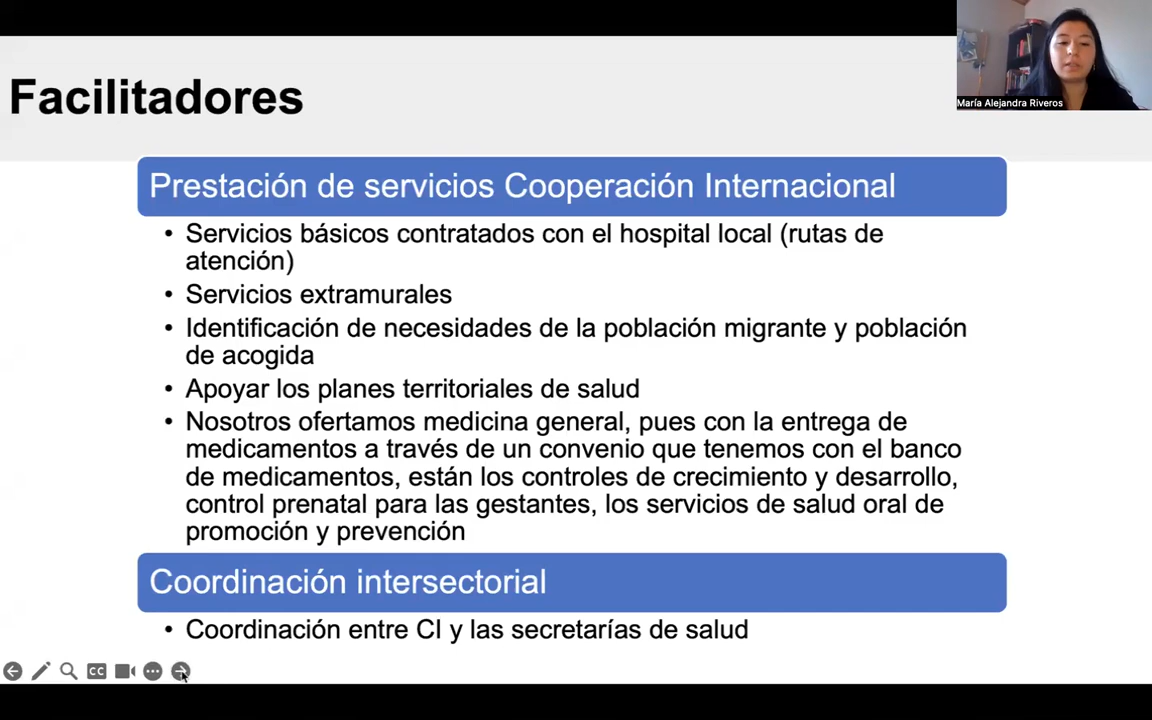 Facilitadores
María Alejandra Riveros
Prestación de servicios Cooperación Internacional
• Servicios básicos contratados con el hospital local (rutas de
atención)
• Servicios extramurales
• Identificación de necesidades de la población migrante y población
de acogida
• Apoyar los planes territoriales de salud
• Nosotros ofertamos medicina general, pues con la entrega de
medicamentos a través de un convenio que tenemos con el banco
de medicamentos, están los controles de crecimiento y desarrollo,
control prenatal para las gestantes, los servicios de salud oral de
promoción y prevención
Coordinación intersectorial
• Coordinación entre CI y las secretarías de salud
CC